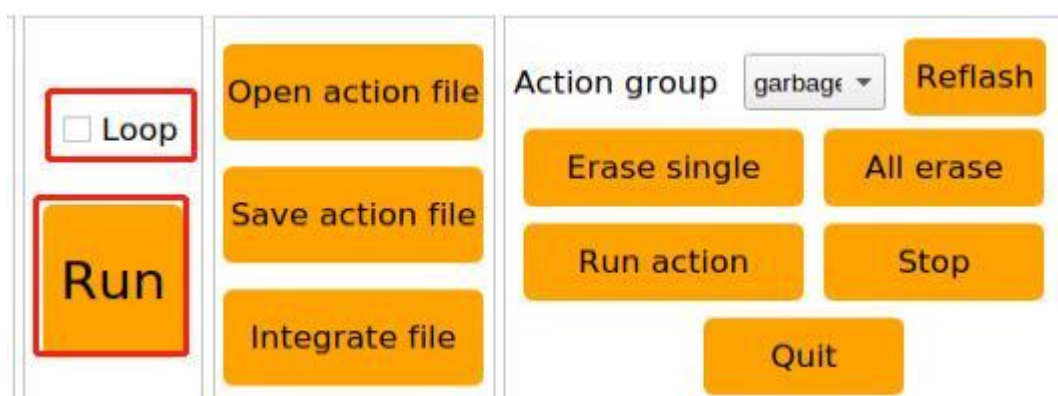 Loop
Run
Open action file
Save action file
Integrate file
Action group
Reflash
Erase single
All erase
Run action
Stop
Quit